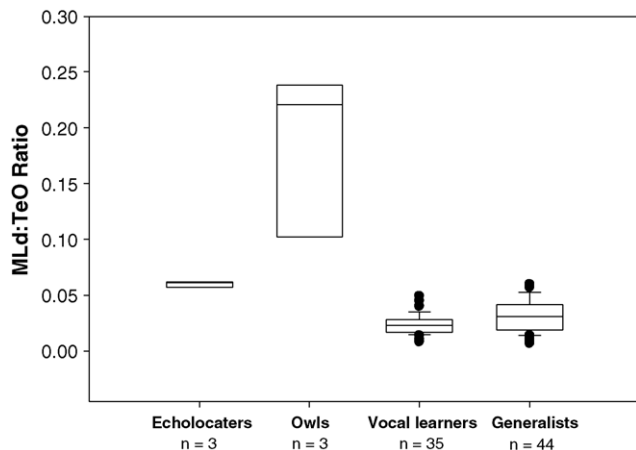 MLd:TeO Ratio
0.30
0.25
0.20
0.15
0.10
0.05
0.00
Echolocaters Owls Vocal learners Generalists
n = 3 n = 3 n = 35 n = 44